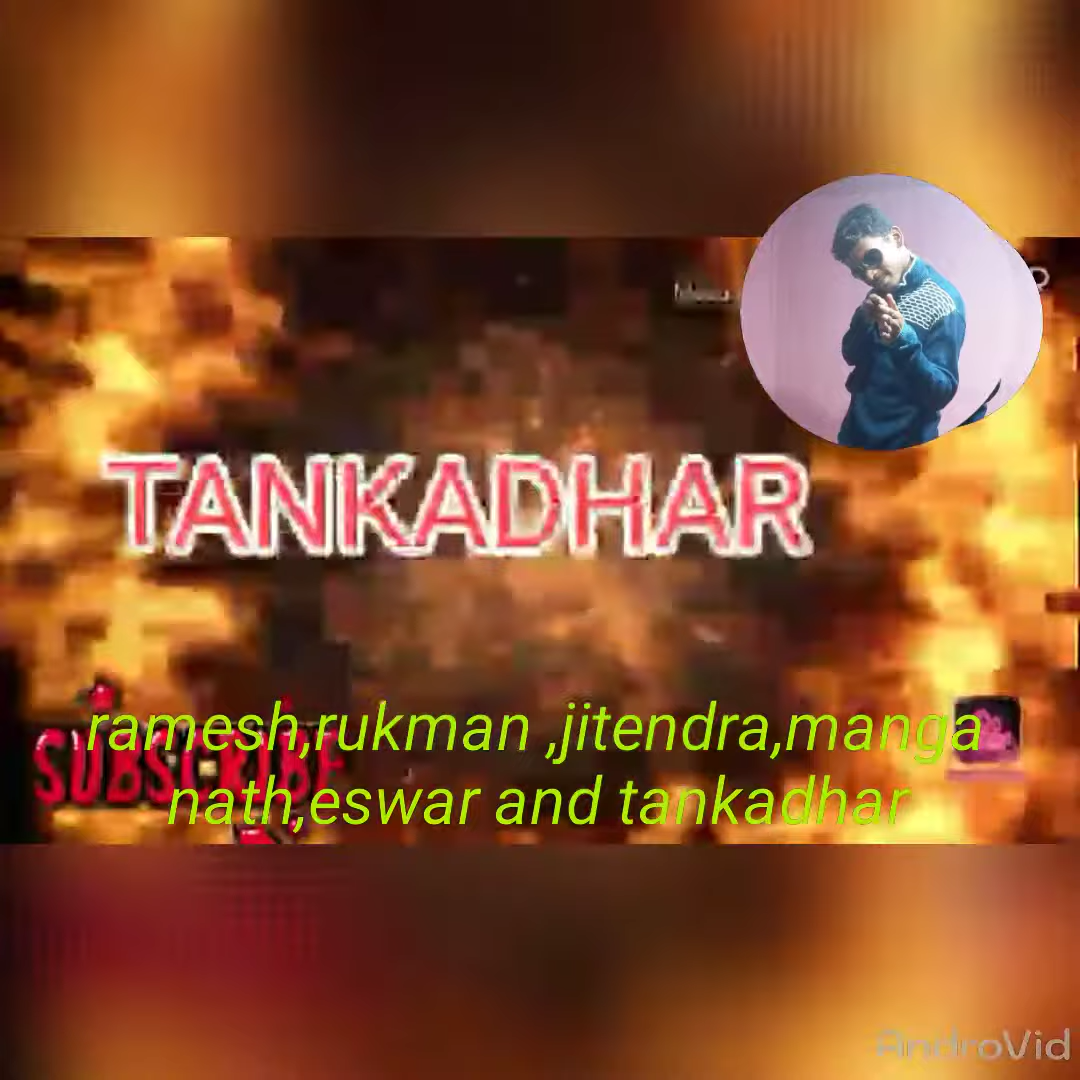 TANKADHAR
SUBSCRIBE
ramesh,rukman ,jitendra,manga
nath,eswar and tankadhar
AndroVid